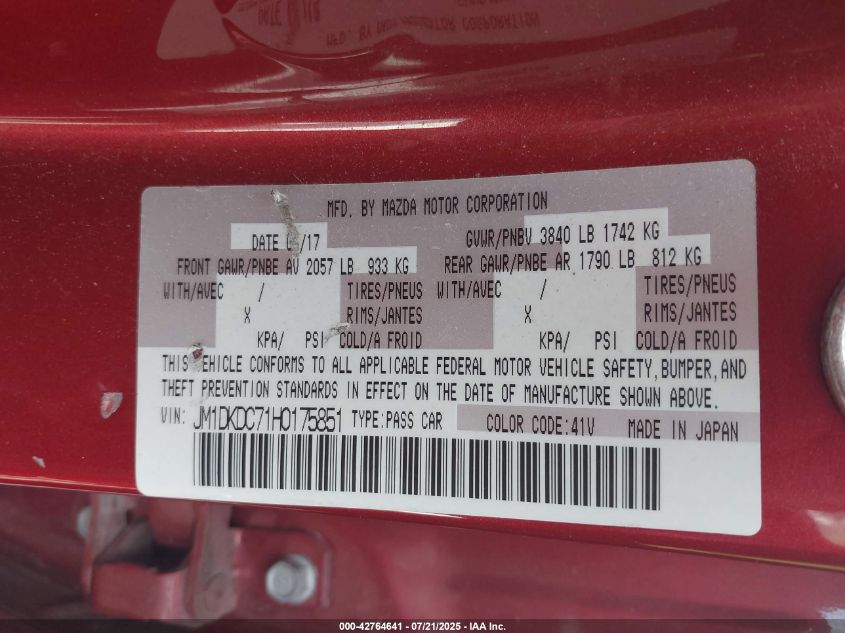 MFD. BY MAZDA MOTOR CORPORATION
DATE /17 GVWR/PNBV 3840 LB 1742 KG
FRONT GAWR/PNBE AV 2057 LB 933 KG REAR GAWR/PNBE AR 1790 LB 812 KG
WITH/AVEC / TIRES/PNEUS WITH/AVEC / TIRES/PNEUS
X RIMS/JANTES X RIMS/JANTES
KPA/ PSI COLD/A FROID KPA/ PSI COLD/A FROID
THIS VEHICLE CONFORMS TO ALL APPLICABLE FEDERAL MOTOR VEHICLE SAFETY, BUMPER, AND
THEFT PREVENTION STANDARDS IN EFFECT ON THE DATE OF MANUFACTURE SHOWN ABOVE.
VIN: JM1DKDC71H0175851 TYPE:PASS CAR COLOR CODE:41V MADE IN JAPAN
000-42764641 / 07/21/2025 - IAA Inc.